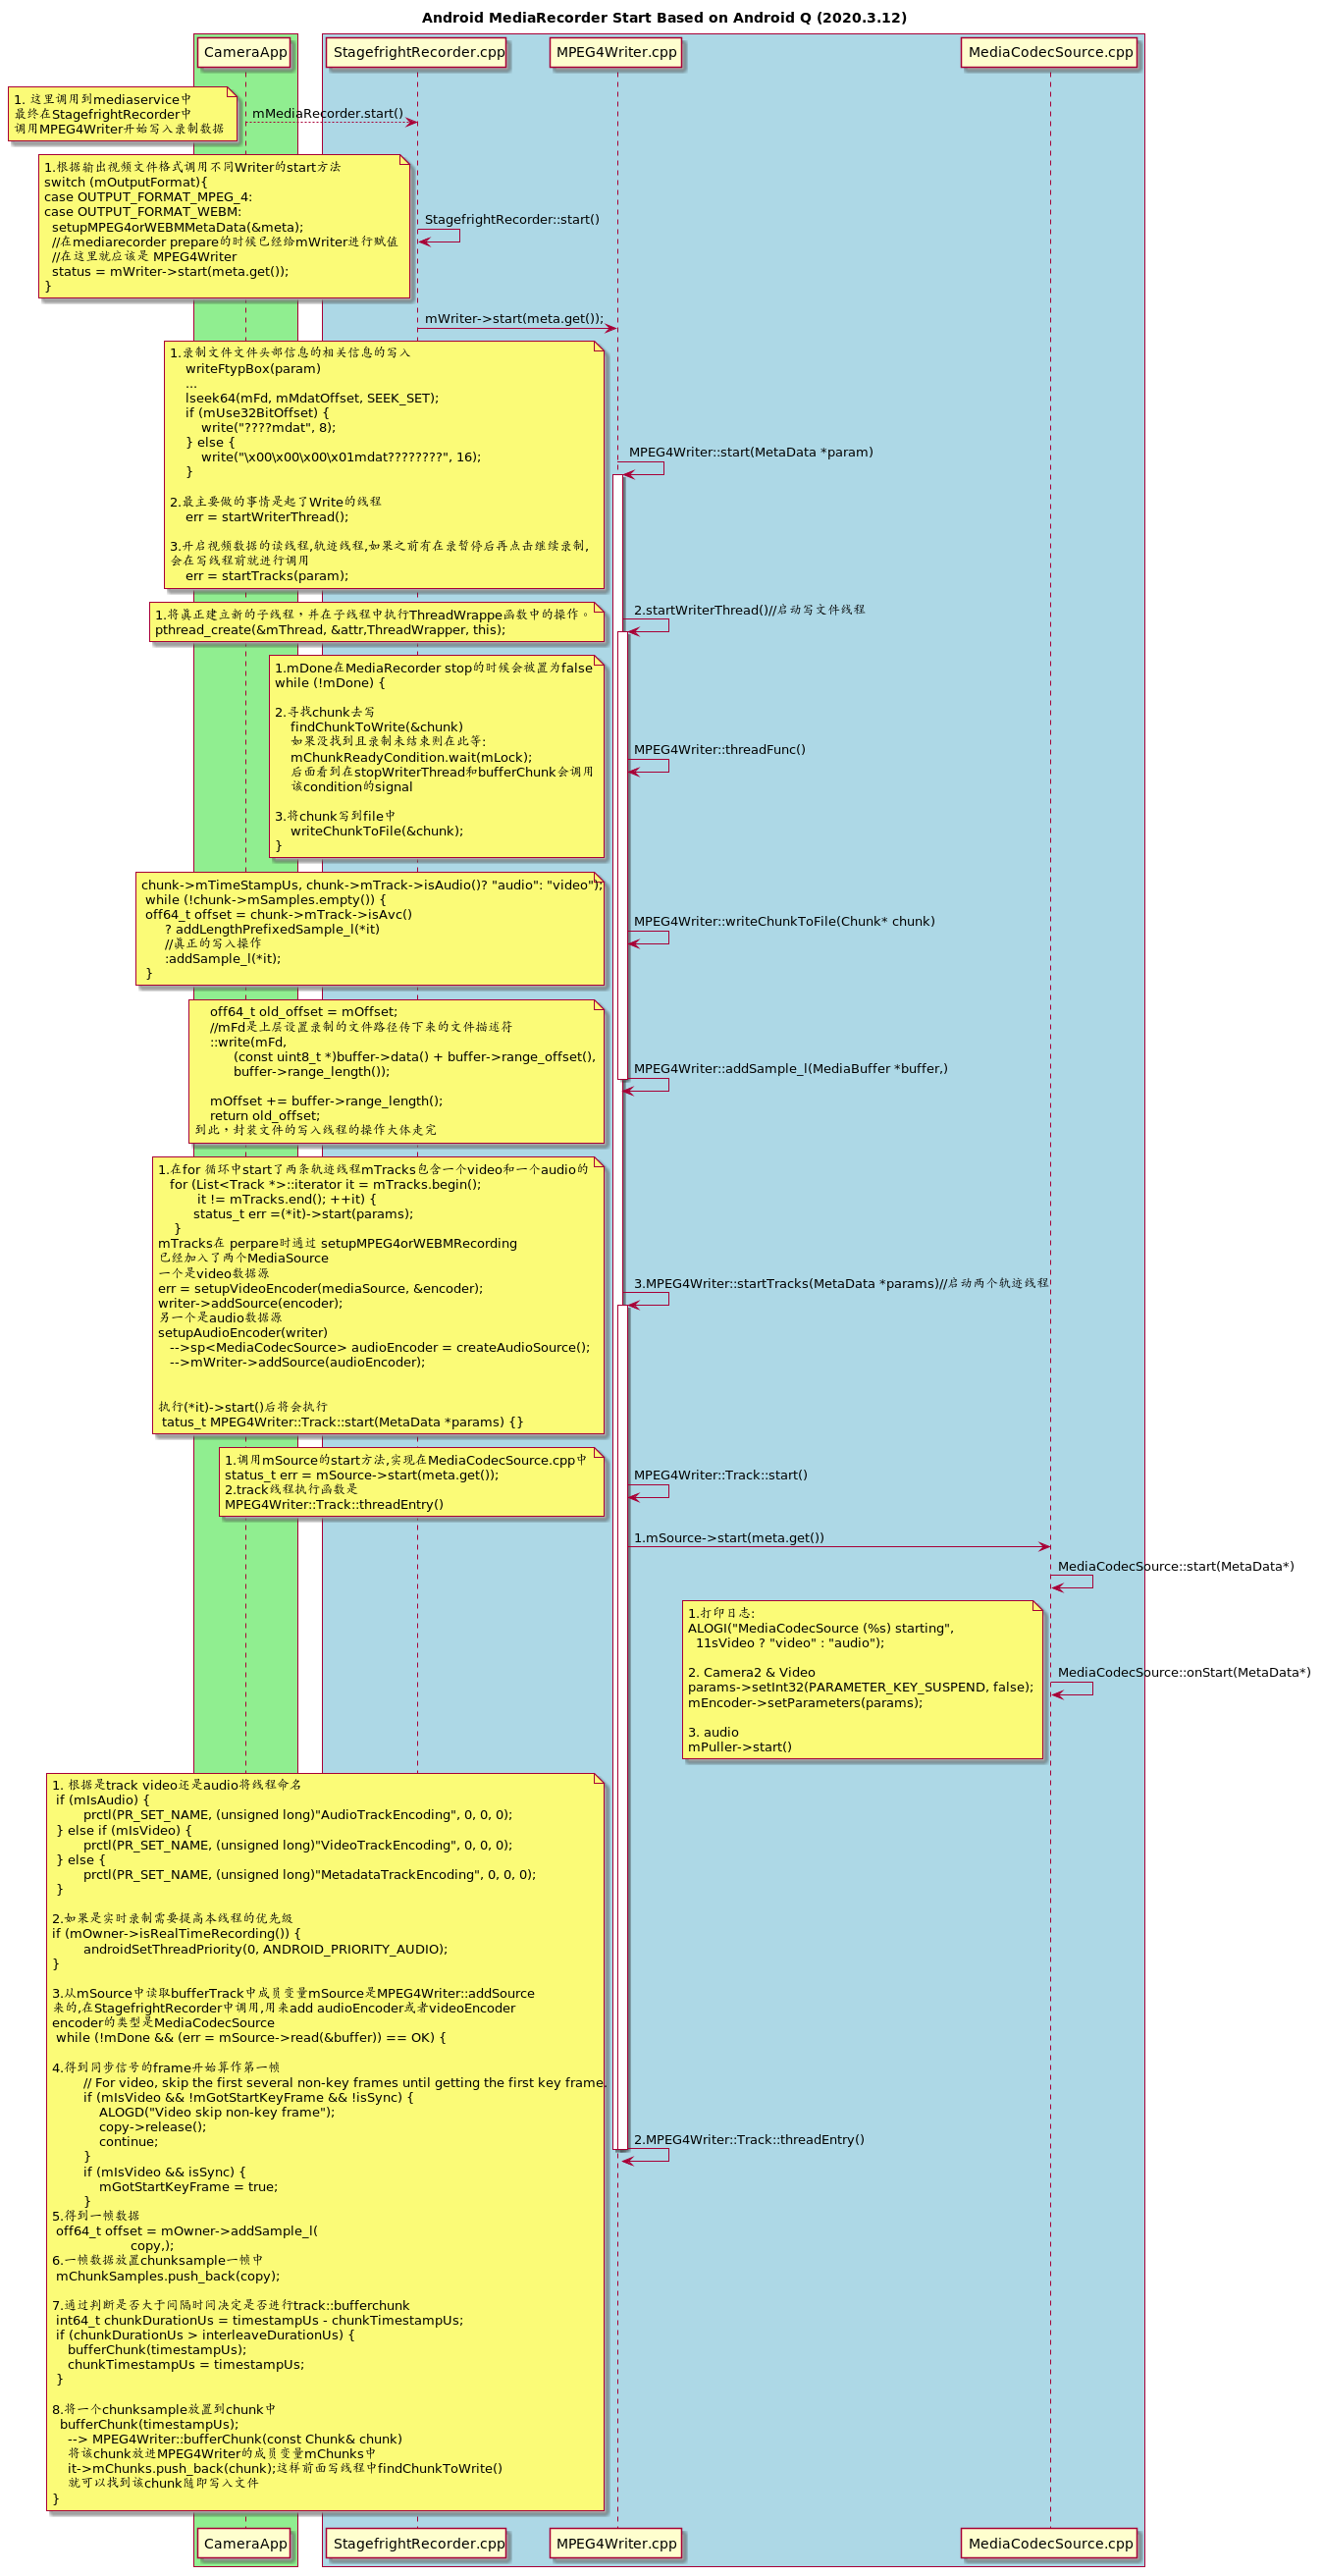 Android MediaRecorder Start Based on Android Q (2020.3.12)
CameraApp
StagefrightRecorder.cpp
MPEG4Writer.cpp
MediaCodecSource.cpp
1. 这里调用到mediaservice中
最终在StagefrightRecorder中
调用MPEG4Writer开始写入录制数据
mMediaRecorder.start()
1.根据输出视频文件格式调用不同Writer的start方法
switch (mOutputFormat){
case OUTPUT_FORMAT_MPEG_4:
case OUTPUT_FORMAT_WEBM:
setupMPEG4orWEBMMetaData(&meta);
//在mediarecorder prepare的时候已经给mWriter进行赋值
//在这里就应该是 MPEG4Writer
status = mWriter->start(meta.get());
}
StagefrightRecorder::start()
mWriter->start(meta.get());
1.录制文件文件头部信息的相关信息的写入
writeFtypBox(param)
...
lseek64(mFd, mMdatOffset, SEEK_SET);
if (mUse32BitOffset) {
write("????mdat", 8);
} else {
write("\x00\x00\x00\x01mdat????????", 16);
}
2.最主要做的事情是起了Write的线程
err = startWriterThread();
3.开启视频数据的读线程,轨迹线程,如果之前有在录暂停后再点击继续录制,
会在写线程前就进行调用
err = startTracks(param);
MPEG4Writer::start(MetaData *param)
1.将真正建立新的子线程，并在子线程中执行ThreadWrappe函数中的操作。
pthread_create(&mThread, &attr,ThreadWrapper, this);
2.startWriterThread()//启动写文件线程
1.mDone在MediaRecorder stop的时候会被置为false
while (!mDone) {
2.寻找chunk去写
findChunkToWrite(&chunk)
如果没找到且录制未结束则在此等:
mChunkReadyCondition.wait(mLock);
后面看到在stopWriterThread和bufferChunk会调用
该condition的signal
3.将chunk写到file中
writeChunkToFile(&chunk);
}
MPEG4Writer::threadFunc()
chunk->mTimeStampUs, chunk->mTrack->isAudio()? "audio": "video");
while (!chunk->mSamples.empty()) {
off64_t offset = chunk->mTrack->isAvc()
? addLengthPrefixedSample_l(*it)
//真正的写入操作
:addSample_l(*it);
}
MPEG4Writer::writeChunkToFile(Chunk* chunk)
off64_t old_offset = mOffset;
//mFd是上层设置录制的文件路径传下来的文件描述符
::write(mFd,
(const uint8_t *)buffer->data() + buffer->range_offset(),
buffer->range_length());
mOffset += buffer->range_length();
return old_offset;
到此，封装文件的写入线程的操作大体走完
MPEG4Writer::addSample_l(MediaBuffer *buffer,)
1.在for 循环中start了两条轨迹线程mTracks包含一个video和一个audio的
for (List<Track *>::iterator it = mTracks.begin();
it != mTracks.end(); ++it) {
status_t err =(*it)->start(params);
}
mTracks在 perpare时通过 setupMPEG4orWEBMRecording
已经加入了两个MediaSource
一个是video数据源
err = setupVideoEncoder(mediaSource, &encoder);
writer->addSource(encoder);
另一个是audio数据源
setupAudioEncoder(writer)
-->sp<MediaCodecSource> audioEncoder = createAudioSource();
-->mWriter->addSource(audioEncoder);
执行(*it)->start()后将会执行
tatus_t MPEG4Writer::Track::start(MetaData *params) {}
3.MPEG4Writer::startTracks(MetaData *params)//启动两个轨迹线程
1.调用mSource的start方法,实现在MediaCodecSource.cpp中
status_t err = mSource->start(meta.get());
2.track线程执行函数是
MPEG4Writer::Track::threadEntry()
MPEG4Writer::Track::start()
1.mSource->start(meta.get())
MediaCodecSource::start(MetaData*)
1.打印日志:
ALOGI("MediaCodecSource (%s) starting",
11sVideo ? "video" : "audio");
2. Camera2 & Video
params->setInt32(PARAMETER_KEY_SUSPEND, false);
mEncoder->setParameters(params);
3. audio
mPuller->start()
MediaCodecSource::onStart(MetaData*)
1. 根据是track video还是audio将线程命名
if (mIsAudio) {
prctl(PR_SET_NAME, (unsigned long)"AudioTrackEncoding", 0, 0, 0);
} else if (mIsVideo) {
prctl(PR_SET_NAME, (unsigned long)"VideoTrackEncoding", 0, 0, 0);
} else {
prctl(PR_SET_NAME, (unsigned long)"MetadataTrackEncoding", 0, 0, 0);
}
2.如果是实时录制需要提高本线程的优先级
if (mOwner->isRealTimeRecording()) {
androidSetThreadPriority(0, ANDROID_PRIORITY_AUDIO);
}
3.从mSource中读取bufferTrack中成员变量mSource是MPEG4Writer::addSource
来的,在StagefrightRecorder中调用,用来add audioEncoder或者videoEncoder
encoder的类型是MediaCodecSource
while (!mDone && (err = mSource->read(&buffer)) == OK) {
4.得到同步信号的frame开始算作第一帧
// For video, skip the first several non-key frames until getting the first key frame.
if (mIsVideo && !mGotStartKeyFrame && !isSync) {
ALOGD("Video skip non-key frame");
copy->release();
continue;
}
if (mIsVideo && isSync) {
mGotStartKeyFrame = true;
}
5.得到一帧数据
off64_t offset = mOwner->addSample_l(
copy,);
6.一帧数据放置chunksample一帧中
mChunkSamples.push_back(copy);
7.通过判断是否大于间隔时间决定是否进行track::bufferchunk
int64_t chunkDurationUs = timestampUs - chunkTimestampUs;
if (chunkDurationUs > interleaveDurationUs) {
bufferChunk(timestampUs);
chunkTimestampUs = timestampUs;
}
8.将一个chunksample放置到chunk中
bufferChunk(timestampUs);
--> MPEG4Writer::bufferChunk(const Chunk& chunk)
将该chunk放进MPEG4Writer的成员变量mChunks中
it->mChunks.push_back(chunk);这样前面写线程中findChunkToWrite()
就可以找到该chunk随即写入文件
}
2.MPEG4Writer::Track::threadEntry()
CameraApp
StagefrightRecorder.cpp
MPEG4Writer.cpp
MediaCodecSource.cpp